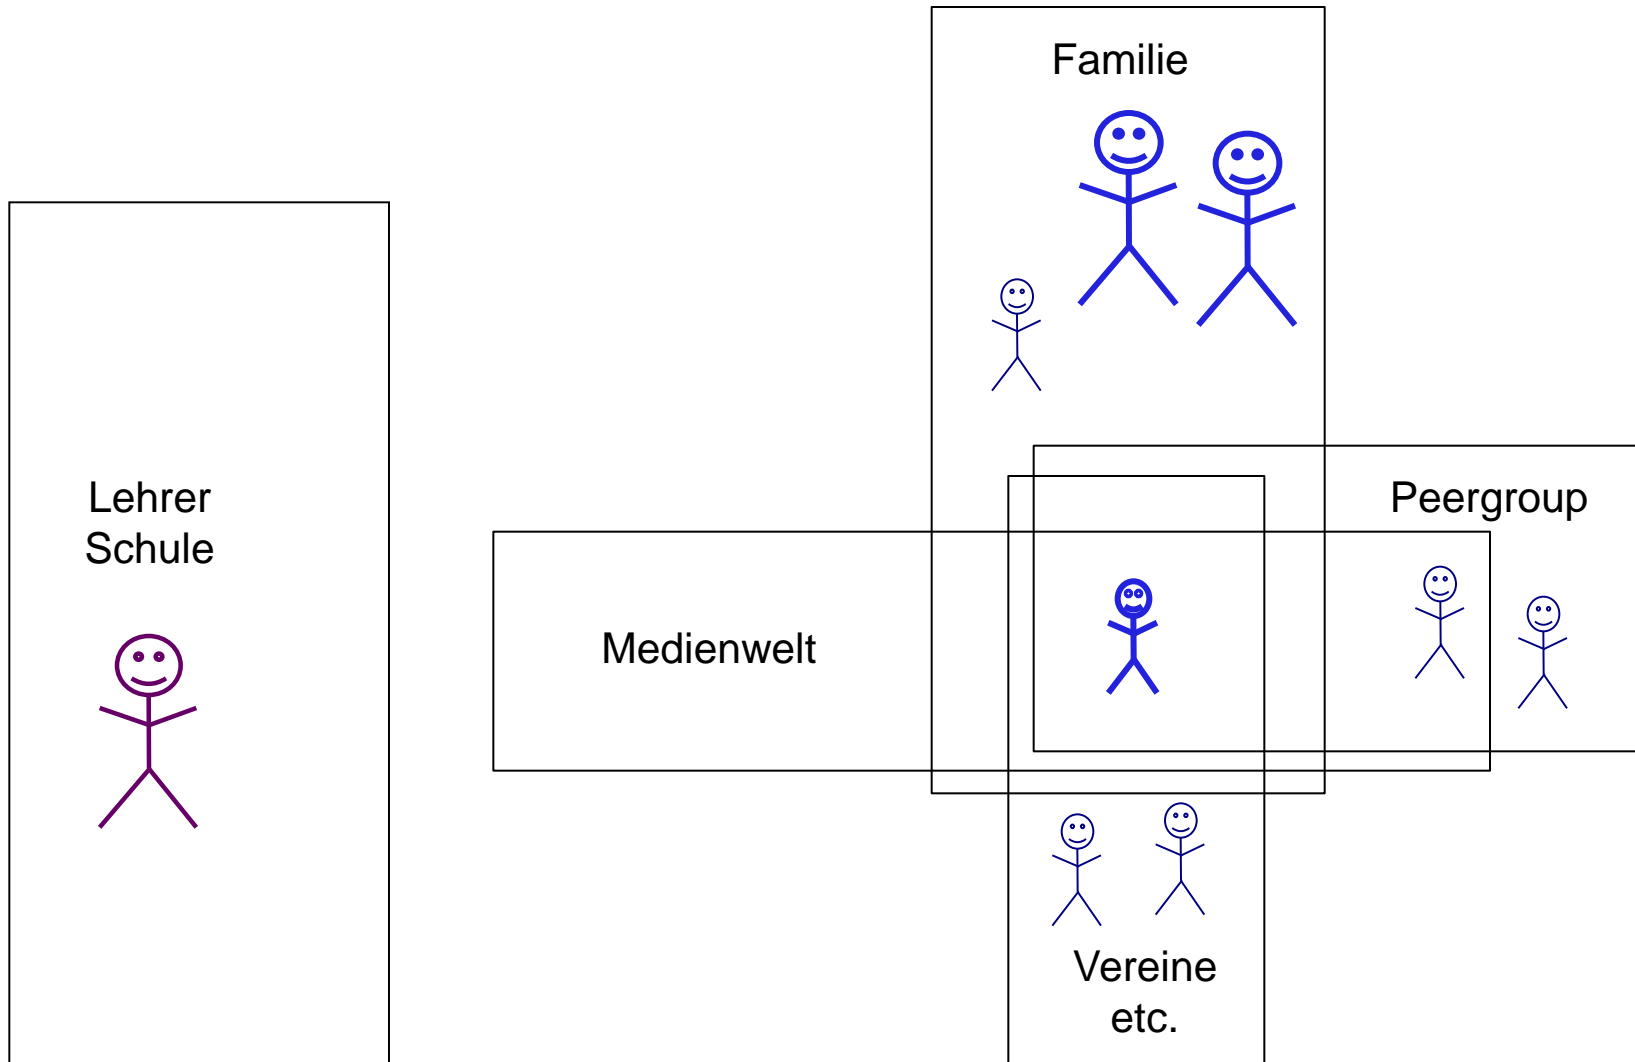 Familie
Lehrer
Schule
Peergroup
Medienwelt
Vereine
etc.